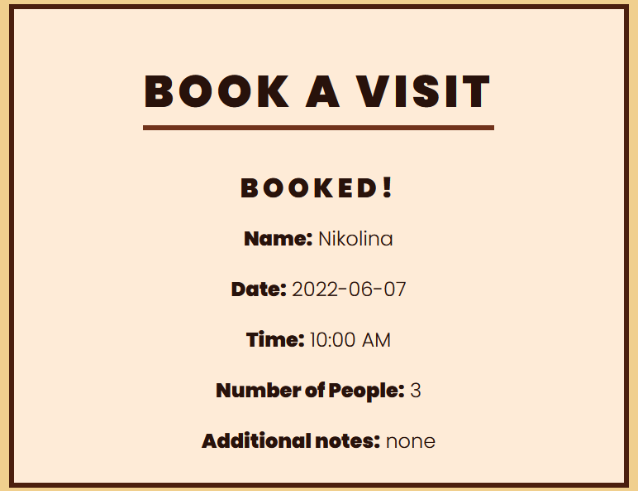 BOOK A VISIT
BOOKED!
Name: Nikolina
Date: 2022-06-07
Time: 10:00 AM
Number of People: 3
Additional notes: none